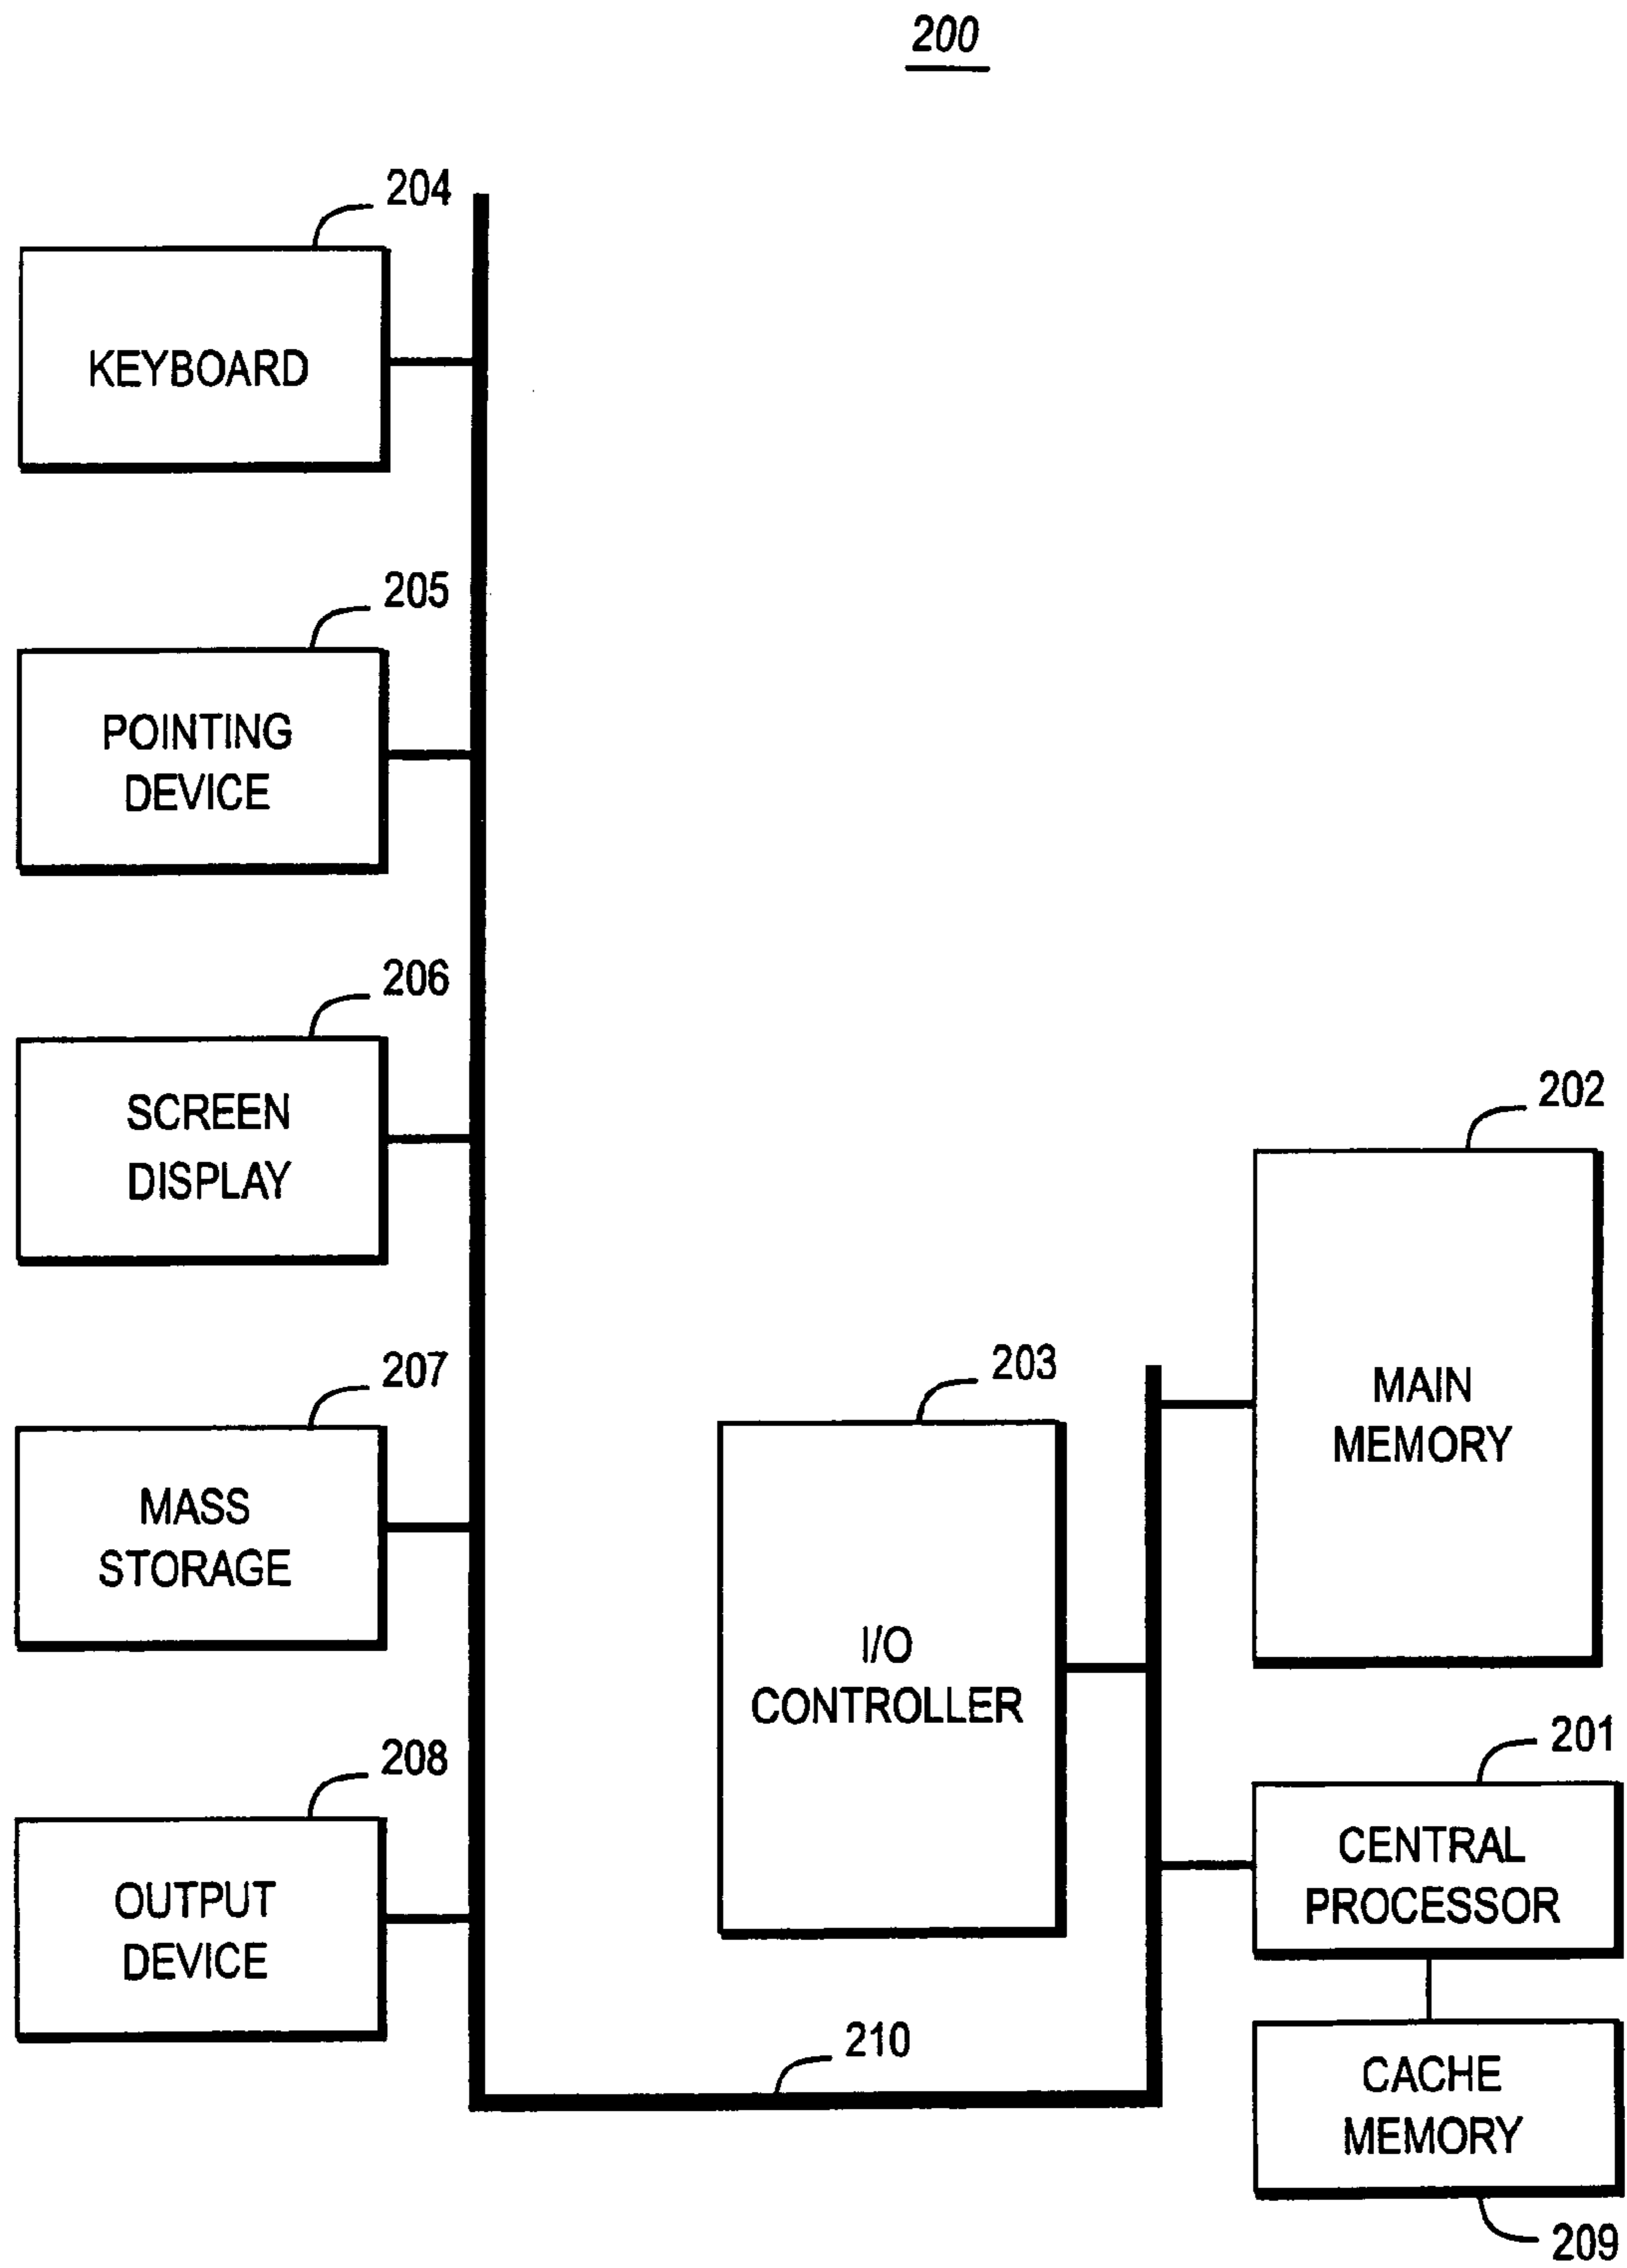 200
204
KEYBOARD
205
POINTING
DEVICE
206
SCREEN
DISPLAY
207
MASS
STORAGE
208
OUTPUT
DEVICE
203
I/O
CONTROLLER
202
MAIN
MEMORY
201
CENTRAL
PROCESSOR
CACHE
MEMORY
209
210